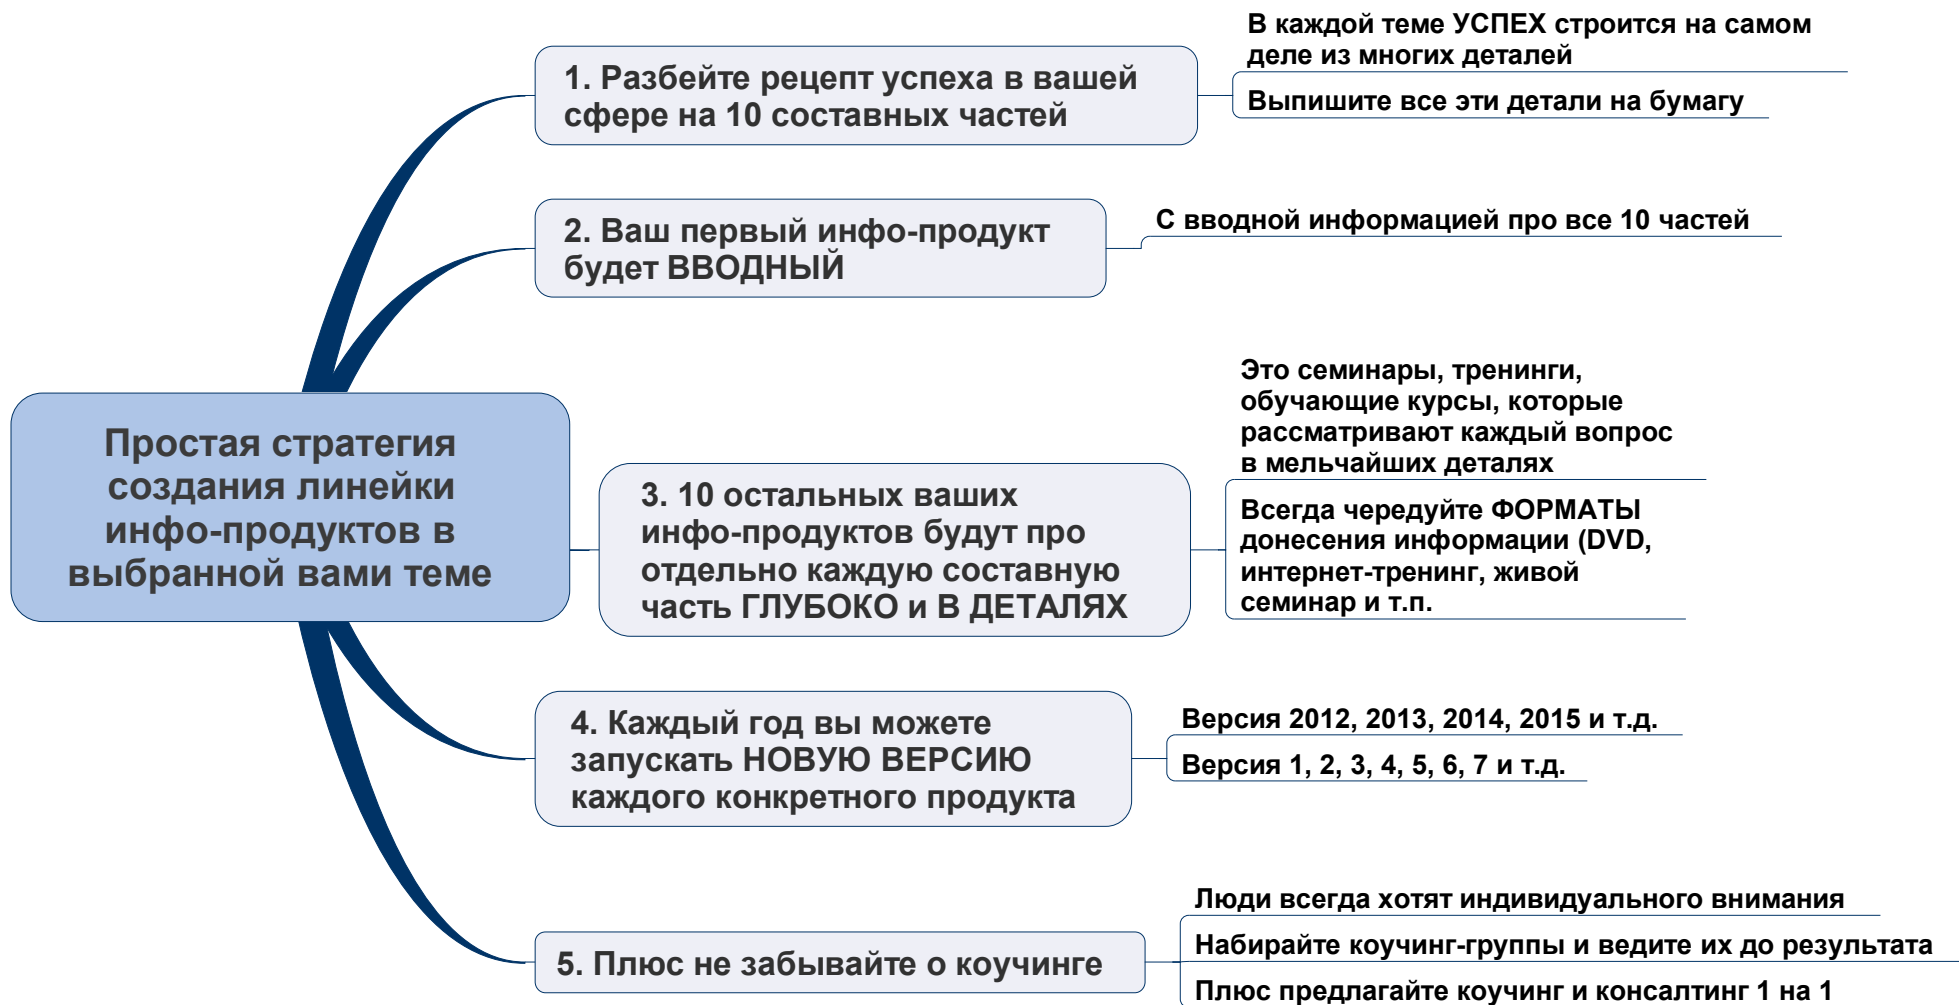 Простая стратегия
создания линейки
инфо-продуктов в
выбранной вами теме
1. Разбейте рецепт успеха в вашей
сфере на 10 составных частей
В каждой теме УСПЕХ строится на самом
деле из многих деталей
Выпишите все эти детали на бумагу
2. Ваш первый инфо-продукт
будет ВВОДНЫЙ
С вводной информацией про все 10 частей
3. 10 остальных ваших
инфо-продуктов будут про
отдельно каждую составную
часть ГЛУБОКО и В ДЕТАЛЯХ
Это семинары, тренинги,
обучающие курсы, которые
рассматривают каждый вопрос
в мельчайших деталях
Всегда чередуйте ФОРМАТЫ
донесения информации (DVD,
интернет-тренинг, живой
семинар и т.п.
4. Каждый год вы можете
запускать НОВУЮ ВЕРСИЮ
каждого конкретного продукта
Версия 2012, 2013, 2014, 2015 и т.д.
Версия 1, 2, 3, 4, 5, 6, 7 и т.д.
5. Плюс не забывайте о коучинге
Люди всегда хотят индивидуального внимания
Набирайте коучинг-группы и ведите их до результата
Плюс предлагайте коучинг и консалтинг 1 на 1